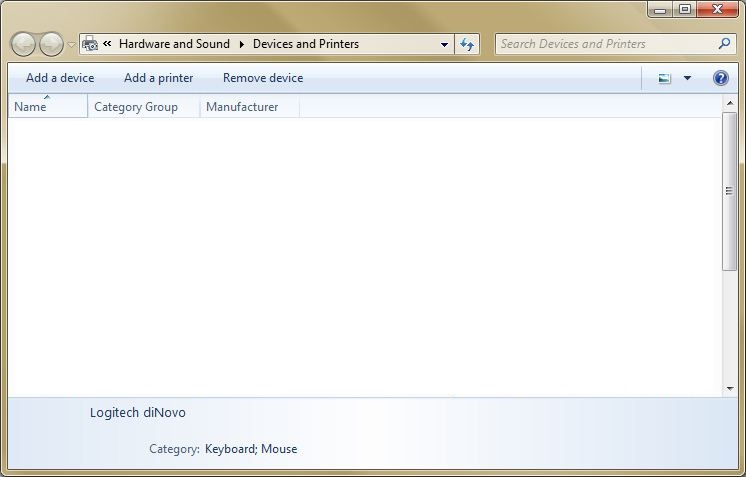 « Hardware and Sound Devices and Printers Search Devices and Printers
Add a device Add a printer Remove device
Name Category Group Manufacturer
Logitech diNovo
Category: Keyboard; Mouse